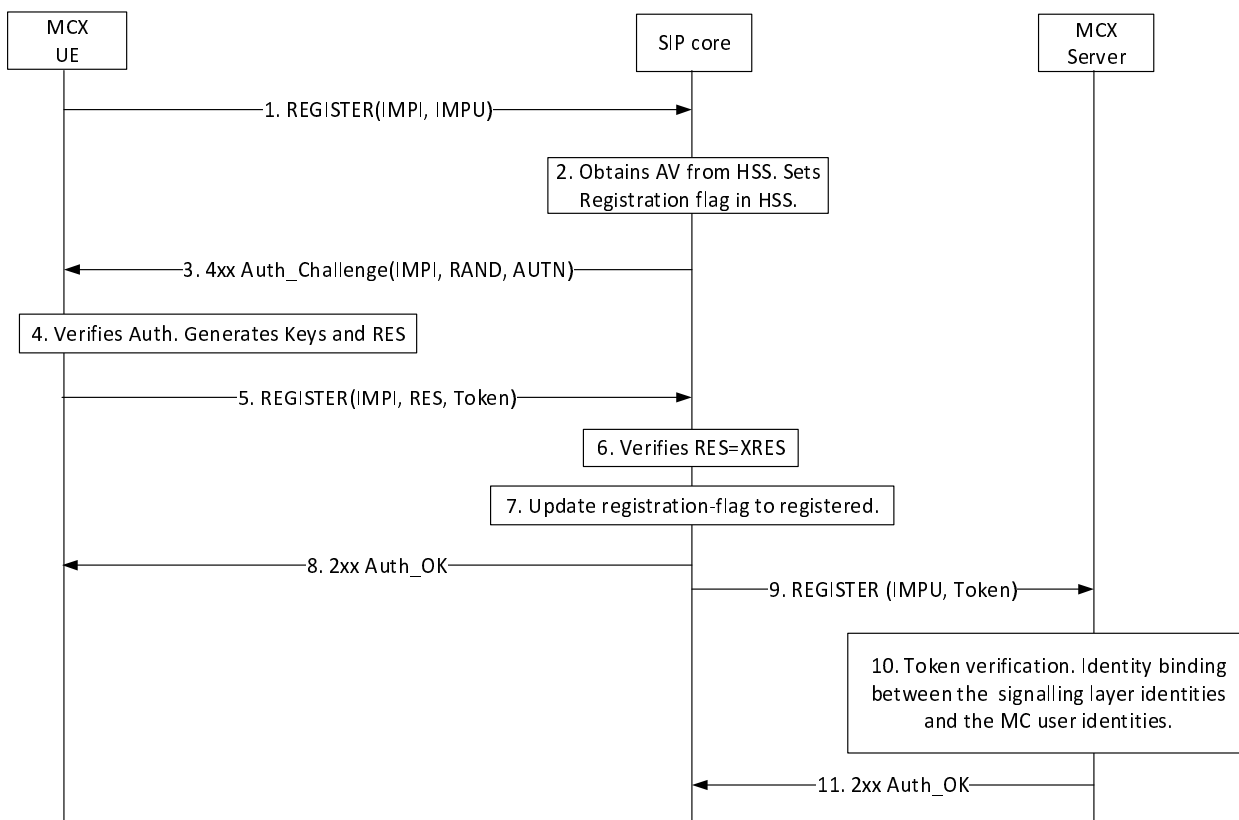 MCX
UE
SIP core
MCX
Server
1. REGISTER(IMPI, IMPU)
2. Obtains AV from HSS. Sets
Registration flag in HSS.
3. 4xx Auth_Challenge(IMPI, RAND, AUTN)
4. Verifies Auth. Generates Keys and RES
5. REGISTER(IMPI, RES, Token)
6. Verifies RES=XRES
7. Update registration-flag to registered.
8. 2xx Auth_OK
9. REGISTER (IMPU, Token)
10. Token verification. Identity binding
between the signalling layer identities
and the MC user identities.
11. 2xx Auth_OK